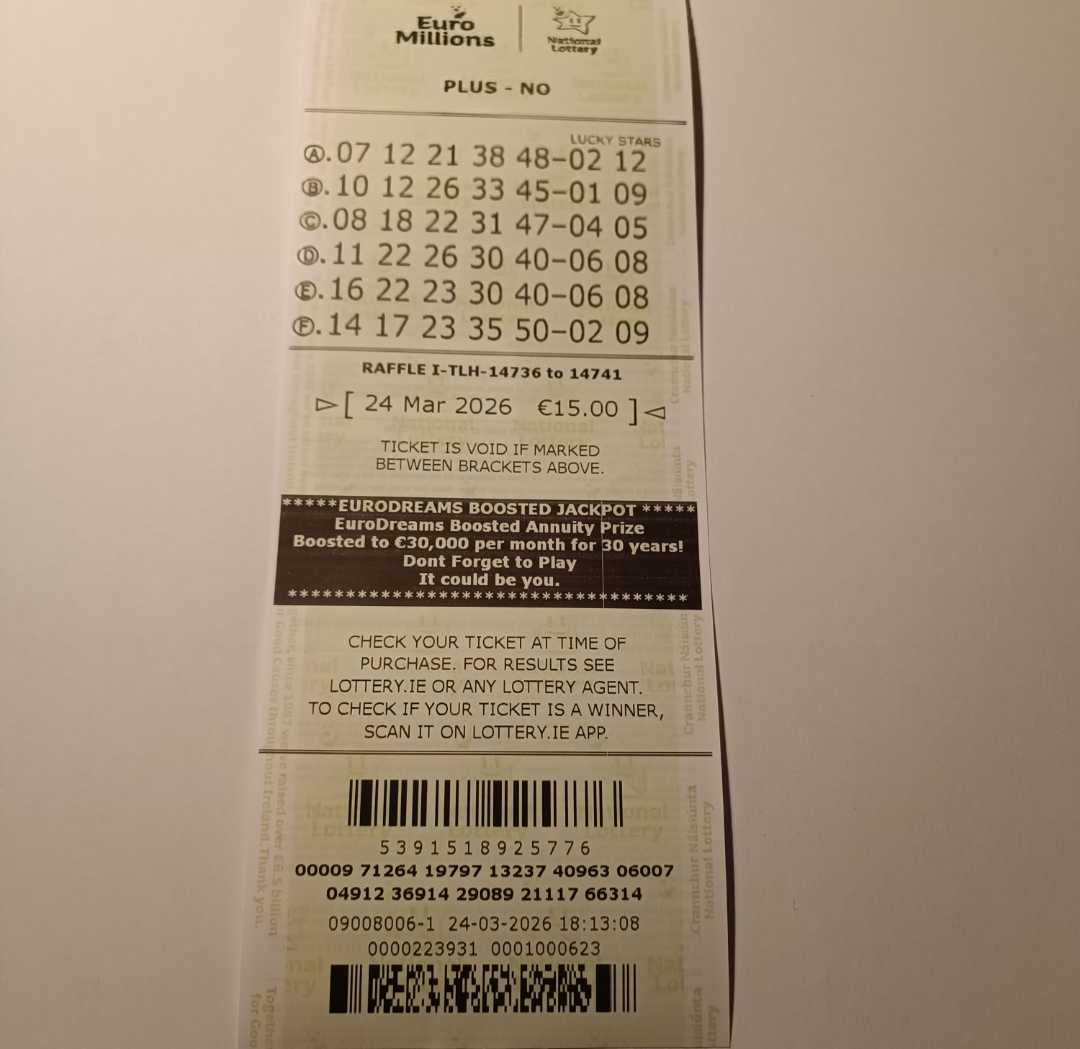 Euro
Millions
National
Lottery
PLUS - NO
LUCKY STARS
Ⓐ.07 12 21 38 48-02 12
Ⓑ.10 12 26 33 45-01 09
Ⓒ.08 18 22 31 47-04 05
Ⓓ.11 22 26 30 40-06 08
Ⓔ.16 22 23 30 40-06 08
Ⓕ.14 17 23 35 50-02 09
RAFFLE I-TLH-14736 to 14741
▷[ 24 Mar 2026 €15.00 ]◁
TICKET IS VOID IF MARKED
BETWEEN BRACKETS ABOVE.
*****EURODREAMS BOOSTED JACKPOT *****
EuroDreams Boosted Annuity Prize
Boosted to €30,000 per month for 30 years!
Dont Forget to Play
It could be you.
*************************************
CHECK YOUR TICKET AT TIME OF
PURCHASE. FOR RESULTS SEE
LOTTERY.IE OR ANY LOTTERY AGENT.
TO CHECK IF YOUR TICKET IS A WINNER,
SCAN IT ON LOTTERY.IE APP.
5391518925776
00009 71264 19797 13237 40963 06007
04912 36914 29089 21117 66314
09008006-1 24-03-2026 18:13:08
0000223931 0001000623
Crannchur Náisiúnta
National Lottery